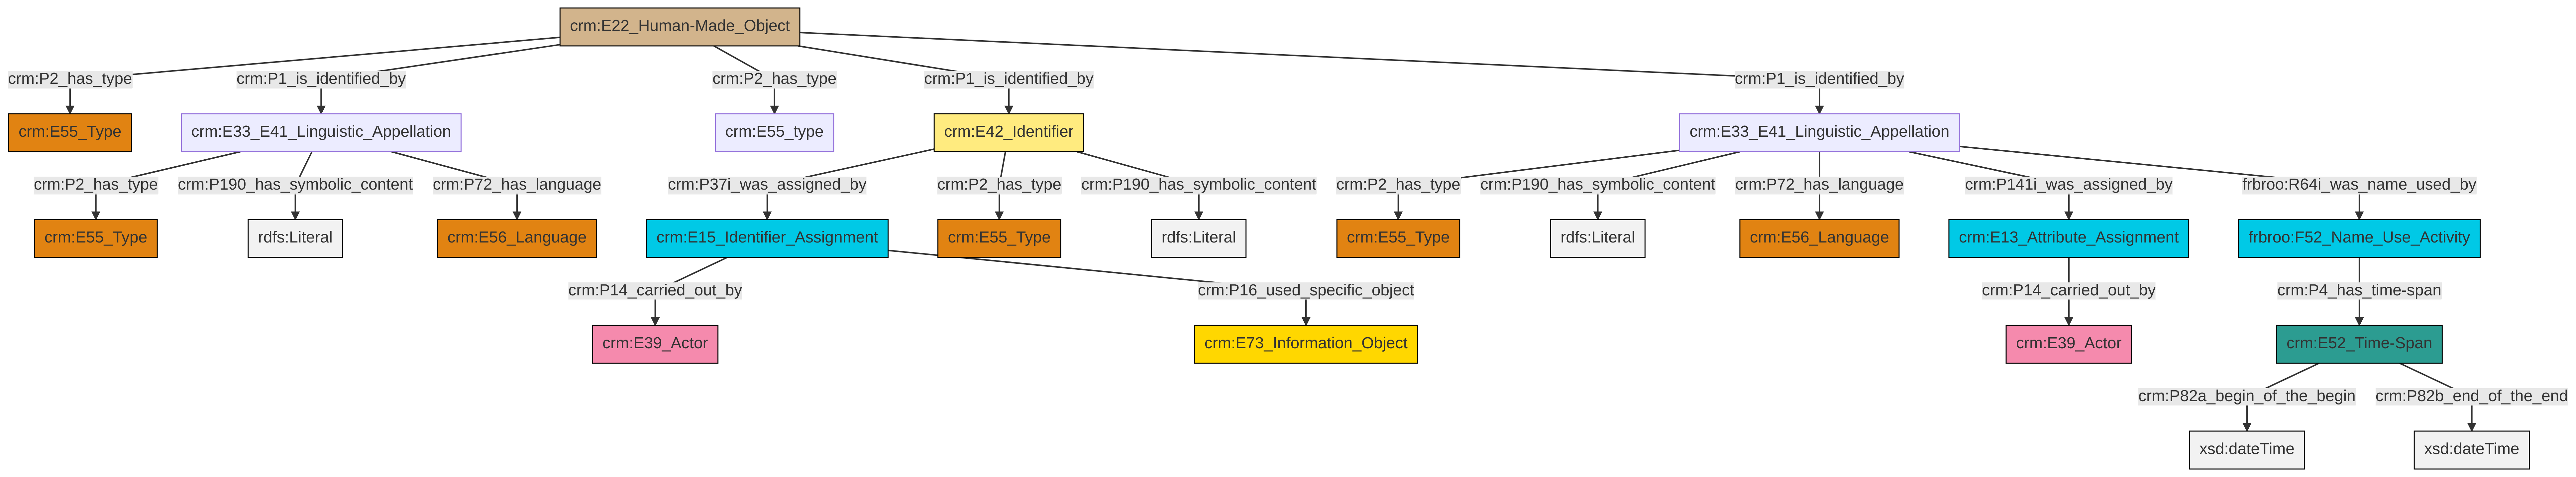 crm:E22_Human-Made_Object
crm:P2_has_type
crm:P1_is_identified_by
crm:P2_has_type
crm:P1_is_identified_by
crm:P1_is_identified_by
crm:E55_Type
crm:E33_E41_Linguistic_Appellation
crm:E55_type
crm:E42_Identifier
crm:E33_E41_Linguistic_Appellation
crm:P2_has_type
crm:P190_has_symbolic_content
crm:P72_has_language
crm:P37i_was_assigned_by
crm:P2_has_type
crm:P190_has_symbolic_content
crm:P2_has_type
crm:P190_has_symbolic_content
crm:P72_has_language
crm:P141i_was_assigned_by
frbroo:R64i_was_name_used_by
crm:E55_Type
rdfs:Literal
crm:E56_Language
crm:E15_Identifier_Assignment
crm:E55_Type
rdfs:Literal
crm:E55_Type
rdfs:Literal
crm:E56_Language
crm:E13_Attribute_Assignment
frbroo:F52_Name_Use_Activity
crm:P14_carried_out_by
crm:P16_used_specific_object
crm:P14_carried_out_by
crm:P4_has_time-span
crm:E39_Actor
crm:E73_Information_Object
crm:E39_Actor
crm:E52_Time-Span
crm:P82a_begin_of_the_begin
crm:P82b_end_of_the_end
xsd:dateTime
xsd:dateTime